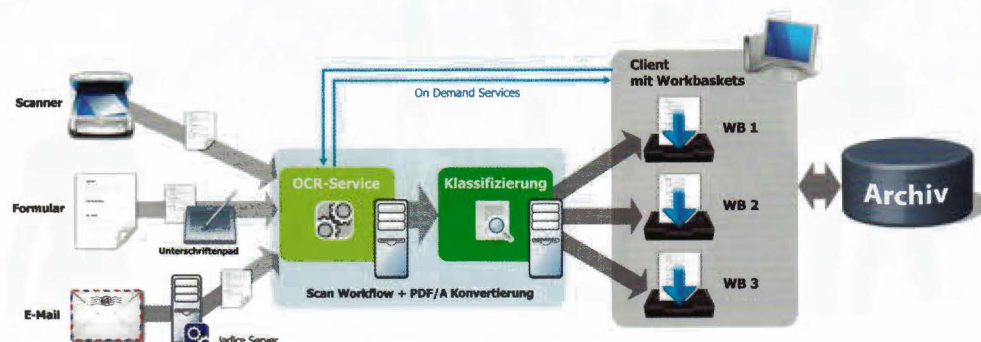 Client
mit Workbaskets
On Demand Services
Scanner
WB 1
OCR-Service
Klassifizierung
Archiv
Formular
WB 2
Unterschriftenpad
Scan Workflow + PDF/A Konvertierung
WB 3
E-Mail
Jadice Server